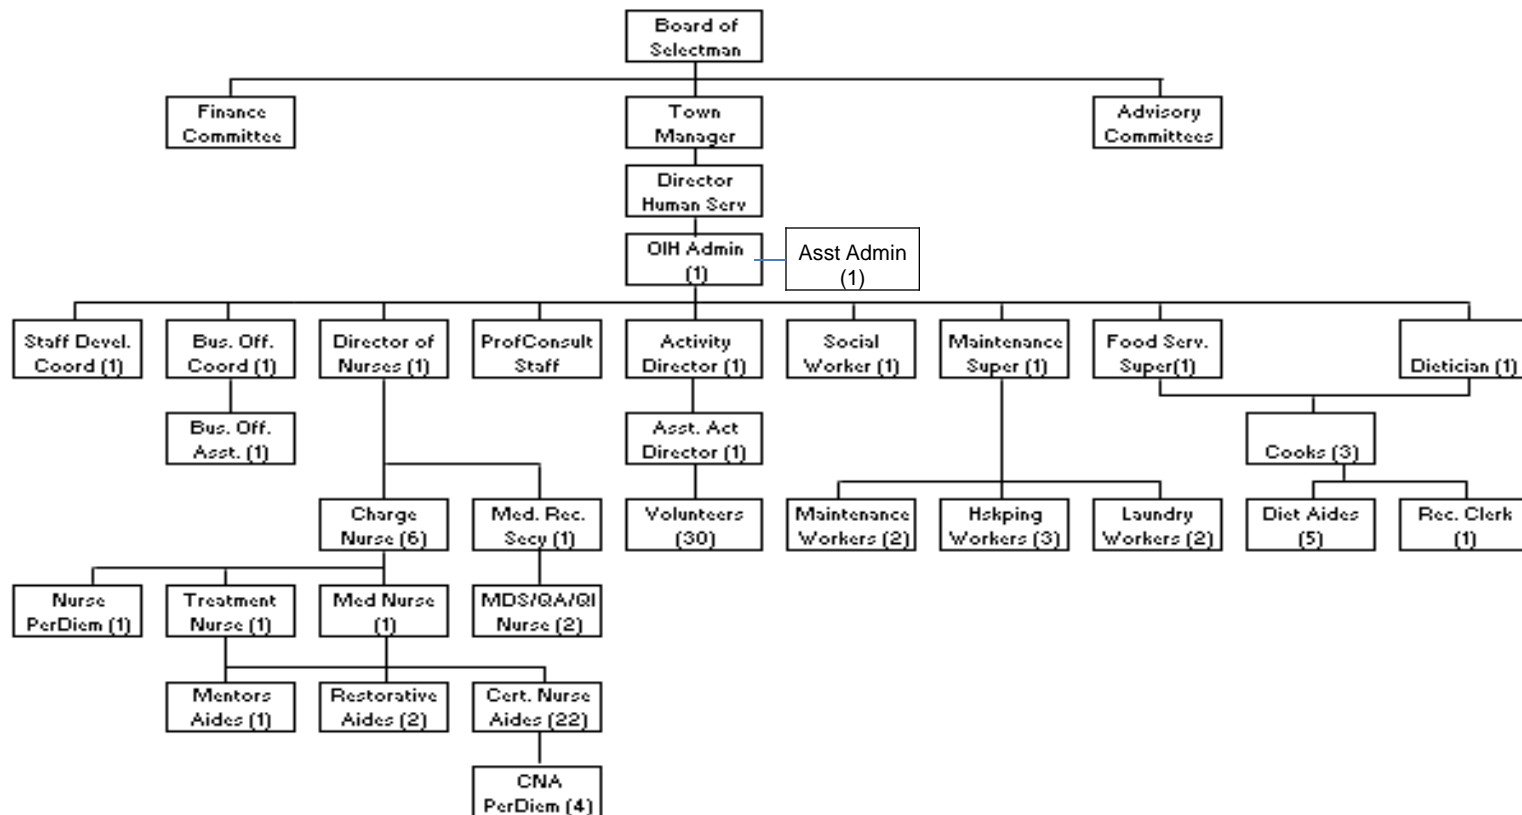 Board of
Selectman
Finance
Committee
Town
Manager
Advisory
Committees
Director
Human Serv
OIH Admin
(1)
Asst Admin
(1)
Staff Devel.
Coord (1)
Bus. Off.
Coord (1)
Director of
Nurses (1)
ProfConsult
Staff
Activity
Director (1)
Social
Worker (1)
Maintenance
Super (1)
Food Serv.
Super(1)
Dietician (1)
Bus. Off.
Asst. (1)
Asst. Act
Director (1)
Cooks (3)
Charge
Nurse (6)
Med. Rec.
Secy (1)
Volunteers
(30)
Maintenance
Workers (2)
Hskping
Workers (3)
Laundry
Workers (2)
Diet Aides
(5)
Rec. Clerk
(1)
Nurse
PerDiem (1)
Treatment
Nurse (1)
Med Nurse
(1)
MDS/QA/QI
Nurse (2)
Mentors
Aides (1)
Restorative
Aides (2)
Cert. Nurse
Aides (22)
CNA
PerDiem (4)